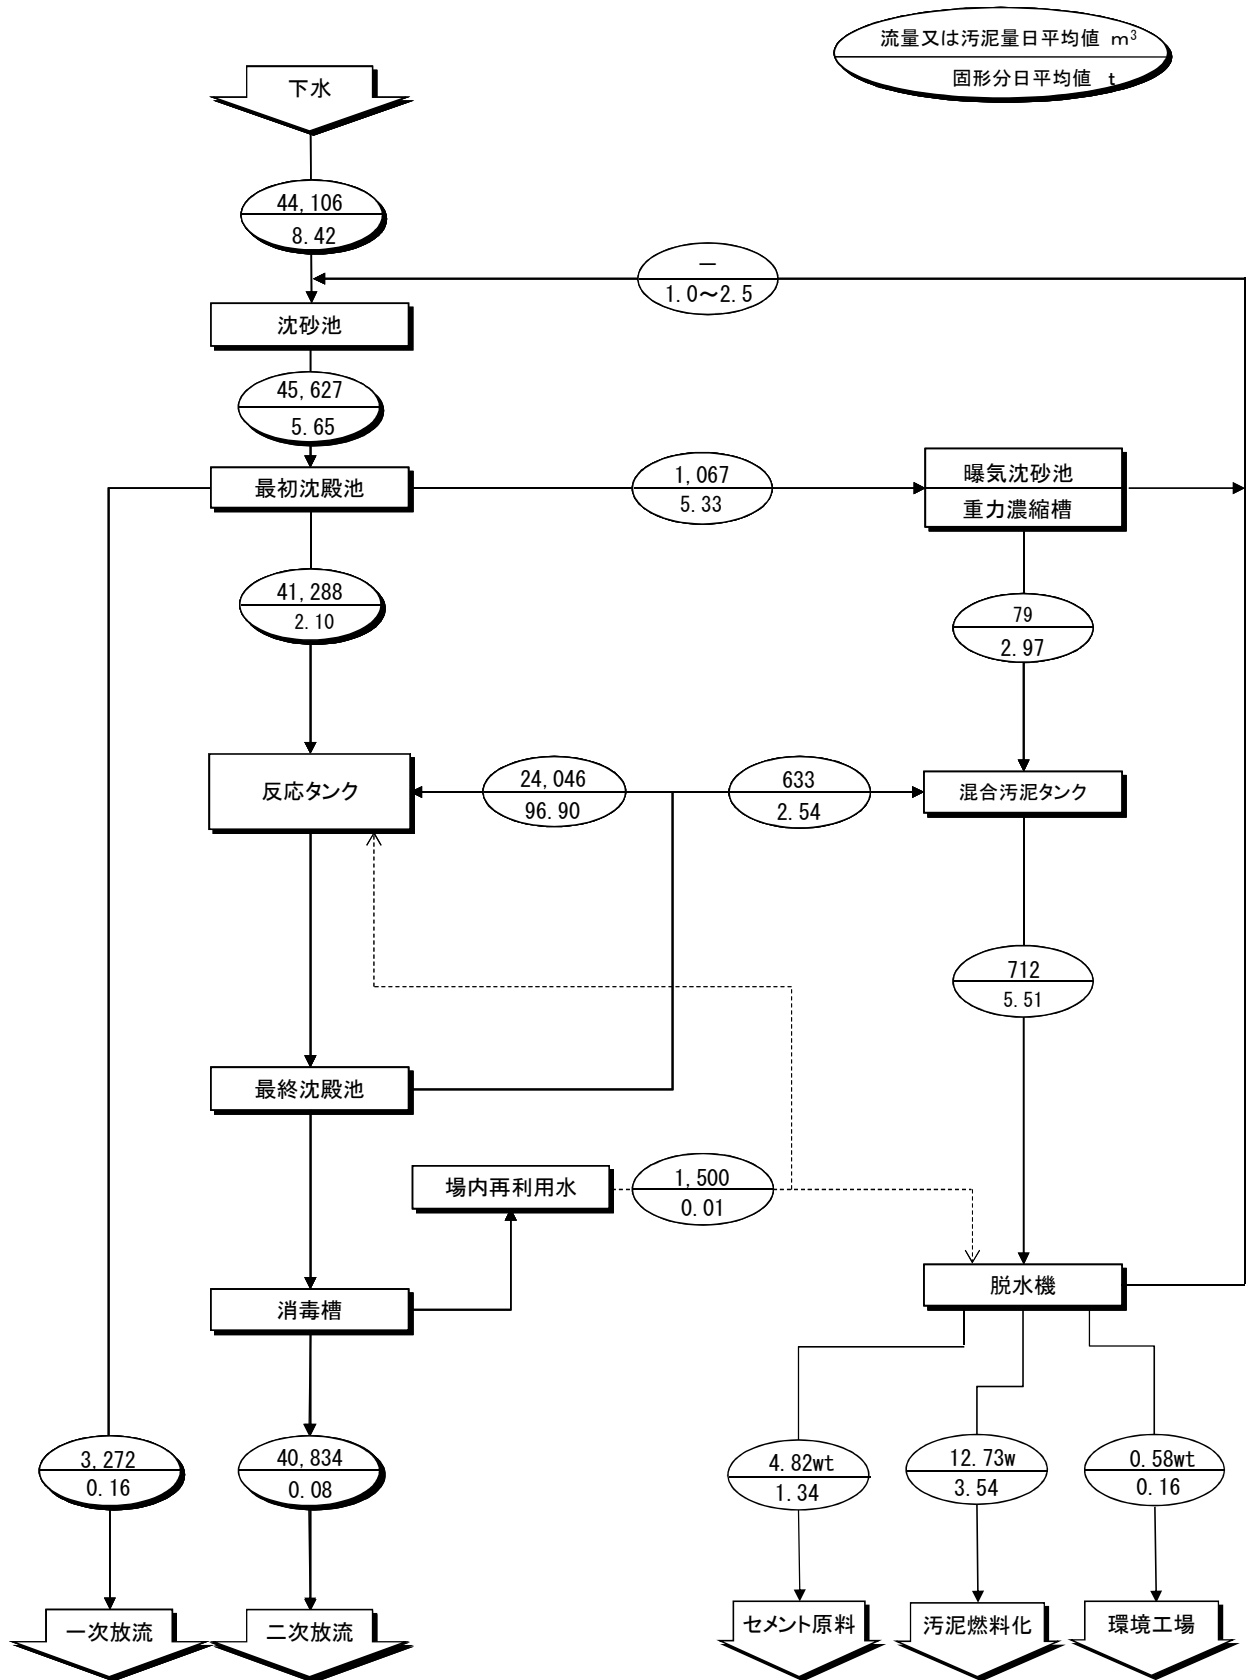 流量又は汚泥量日平均値 m³
固形分日平均値 t
下水
44,106
8.42
—
1.0～2.5
沈砂池
45,627
5.65
最初沈殿池
1,067
5.33
曝気沈砂池
重力濃縮槽
41,288
2.10
79
2.97
反応タンク
24,046
96.90
633
2.54
混合汚泥タンク
712
5.51
最終沈殿池
場内再利用水
1,500
0.01
脱水機
消毒槽
3,272
0.16
40,834
0.08
4.82wt
1.34
12.73w
3.54
0.58wt
0.16
一次放流
二次放流
セメント原料
汚泥燃料化
環境工場